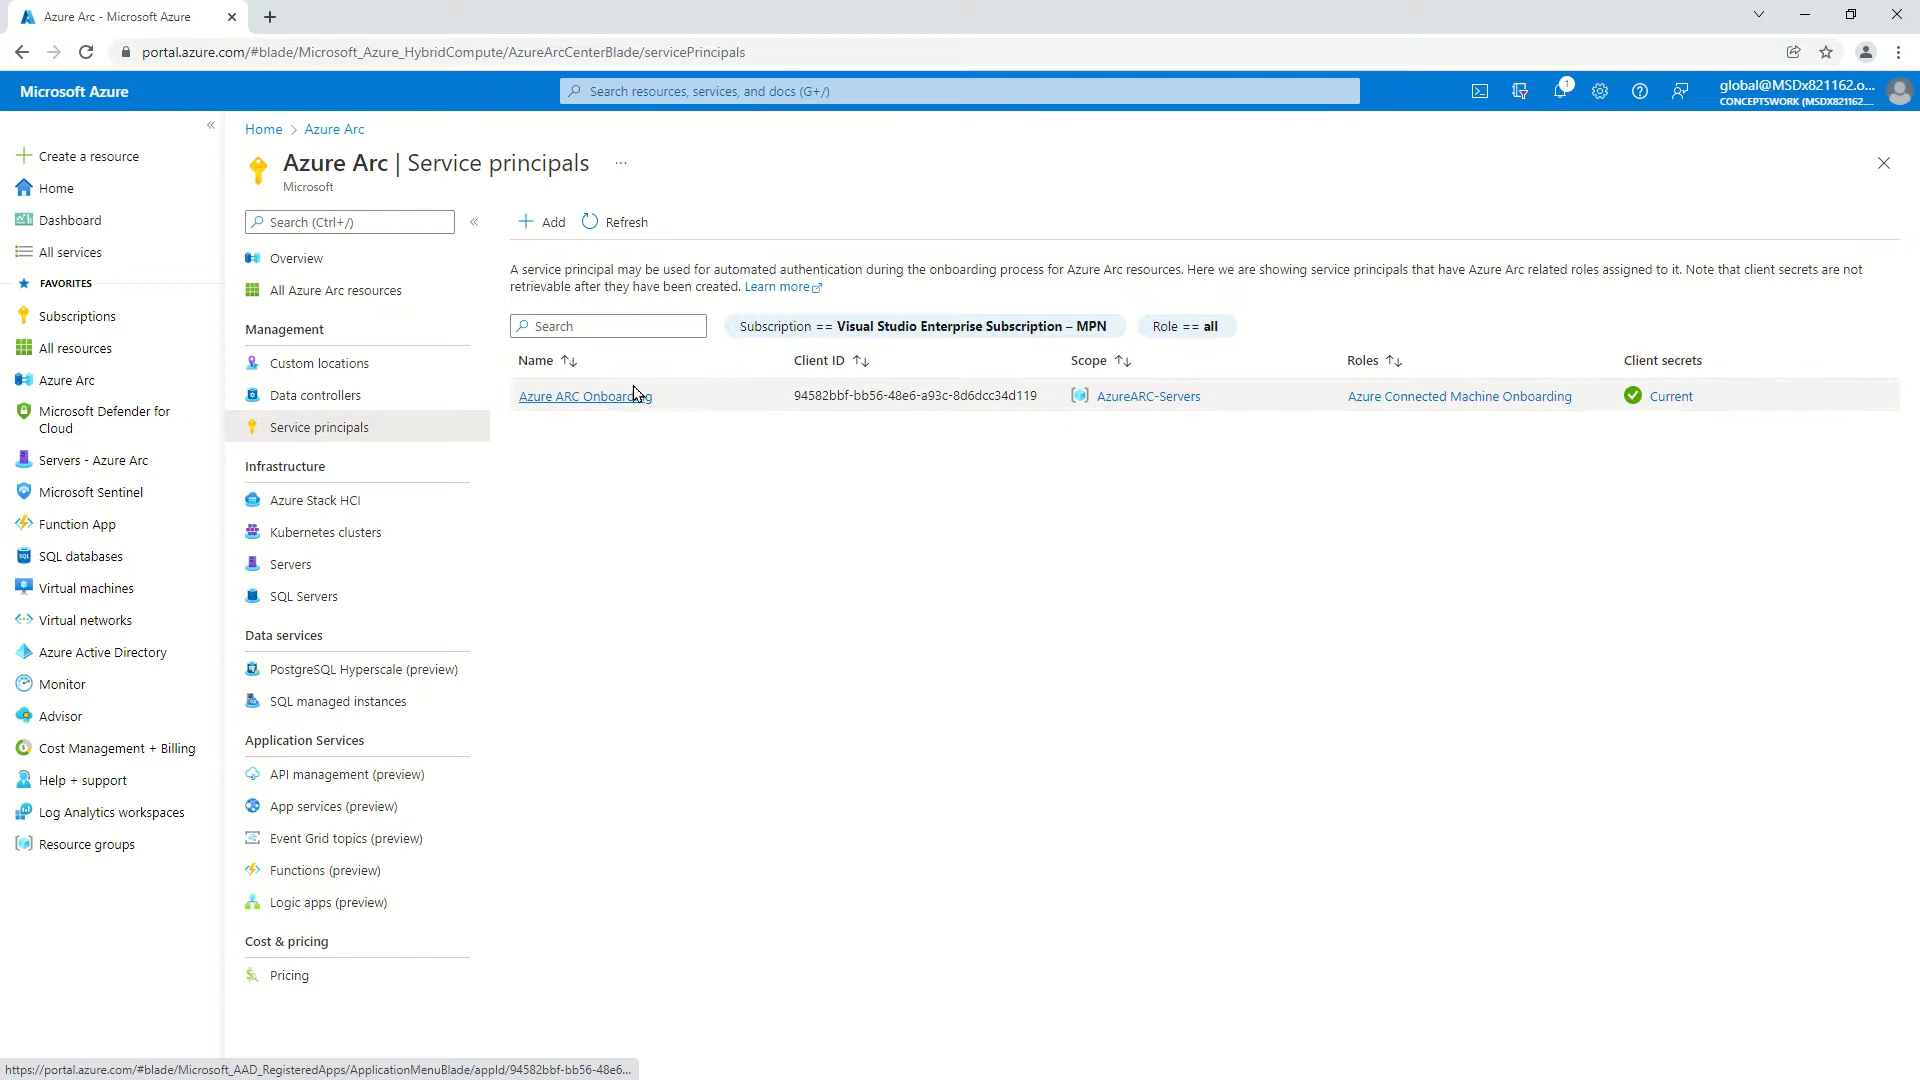 Azure Arc - Microsoft Azure
portal.azure.com/#blade/Microsoft_Azure_HybridCompute/AzureArcCenterBlade/servicePrincipals
Microsoft Azure
Search resources, services, and docs (G+/)
1
global@MSDx821162.o...
CONCEPTSWORK (MSDX821162....
Create a resource
Home
Dashboard
All services
FAVORITES
Subscriptions
All resources
Azure Arc
Microsoft Defender for
Cloud
Servers - Azure Arc
Microsoft Sentinel
Function App
SQL databases
Virtual machines
Virtual networks
Azure Active Directory
Monitor
Advisor
Cost Management + Billing
Help + support
Log Analytics workspaces
Resource groups
Home > Azure Arc
Azure Arc | Service principals ...
Microsoft
Search (Ctrl+/)
Overview
All Azure Arc resources
Management
Custom locations
Data controllers
Service principals
Infrastructure
Azure Stack HCI
Kubernetes clusters
Servers
SQL Servers
Data services
PostgreSQL Hyperscale (preview)
SQL managed instances
Application Services
API management (preview)
App services (preview)
Event Grid topics (preview)
Functions (preview)
Logic apps (preview)
Cost & pricing
Pricing
Add Refresh
A service principal may be used for automated authentication during the onboarding process for Azure Arc resources. Here we are showing service principals that have Azure Arc related roles assigned to it. Note that client secrets are not
retrievable after they have been created. Learn more
Search Subscription == Visual Studio Enterprise Subscription – MPN Role == all
Name Client ID Scope Roles Client secrets
Azure ARC Onboarding 94582bbf-bb56-48e6-a93c-8d6dcc34d119 AzureARC-Servers Azure Connected Machine Onboarding Current
https://portal.azure.com/#blade/Microsoft_AAD_RegisteredApps/ApplicationMenuBlade/appId/94582bbf-bb56-48e6...